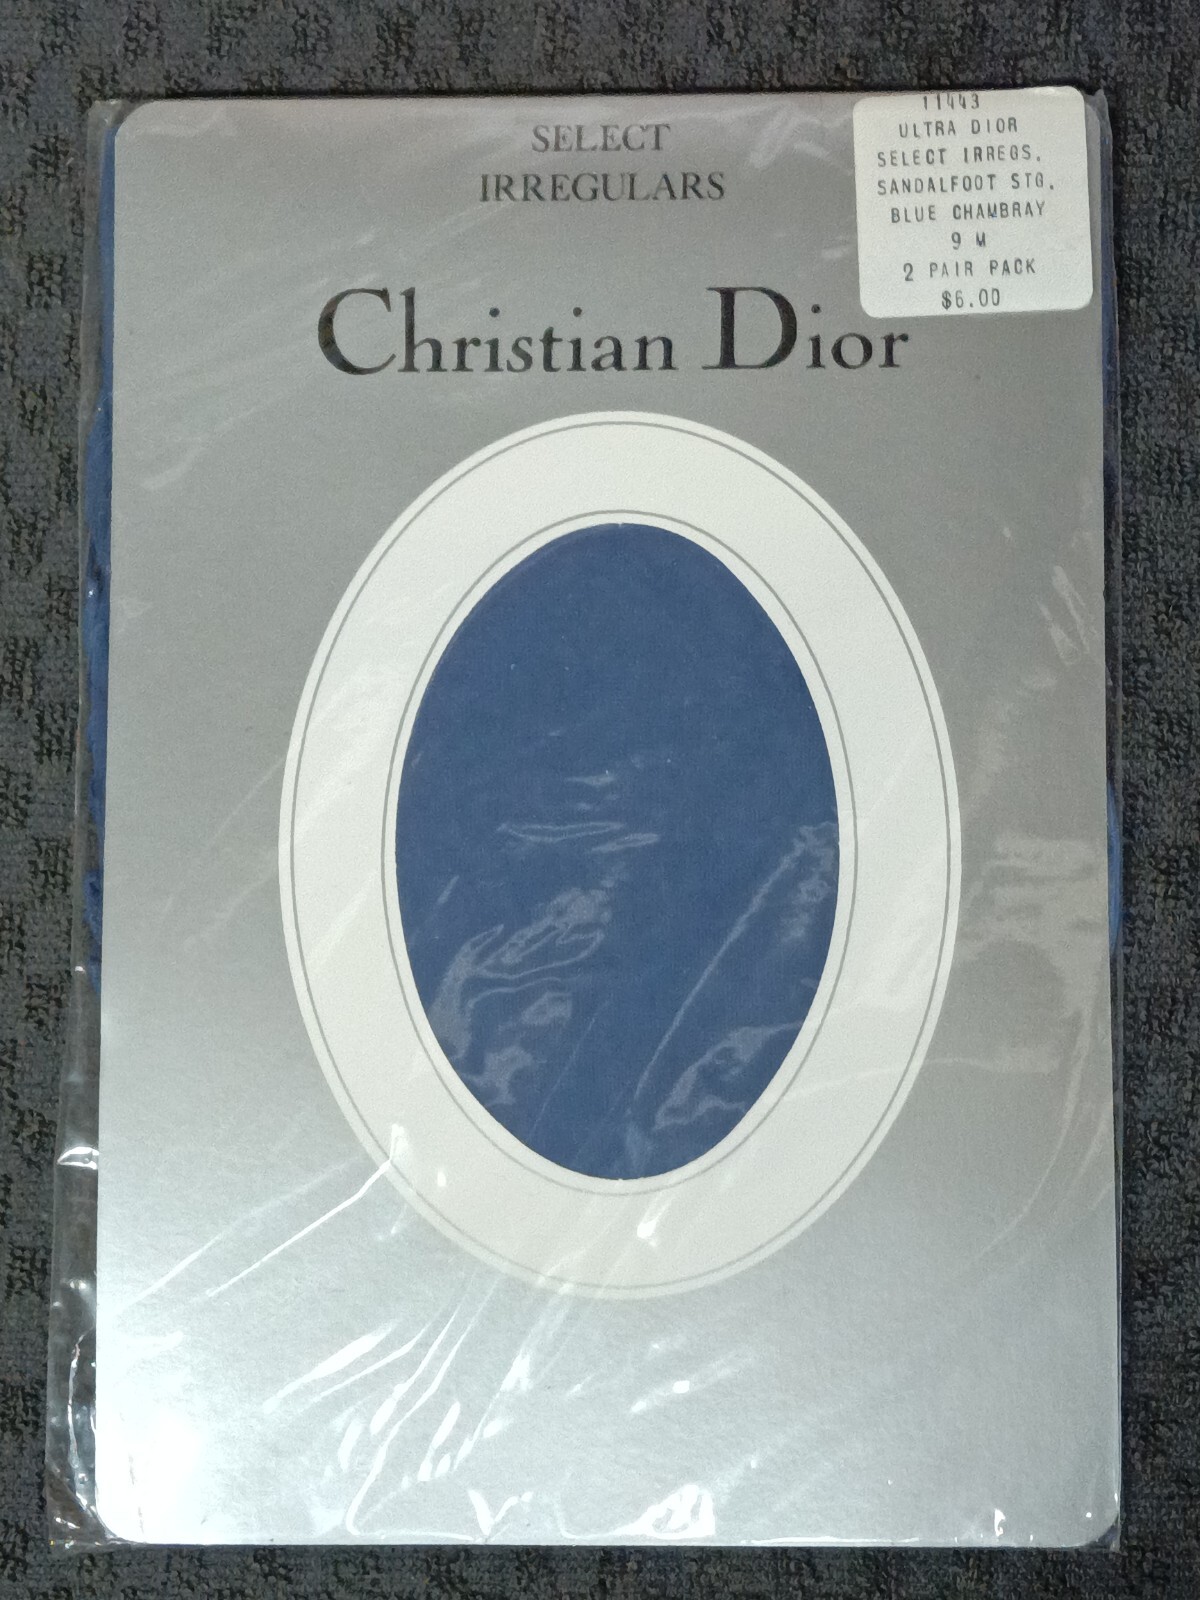 SELECT
IRREGULARS
Christian Dior
11443
ULTRA DIOR
SELECT IRREGS.
SANDALFOOT STG.
BLUE CHAMBRAY
9 M
2 PAIR PACK
$6.00